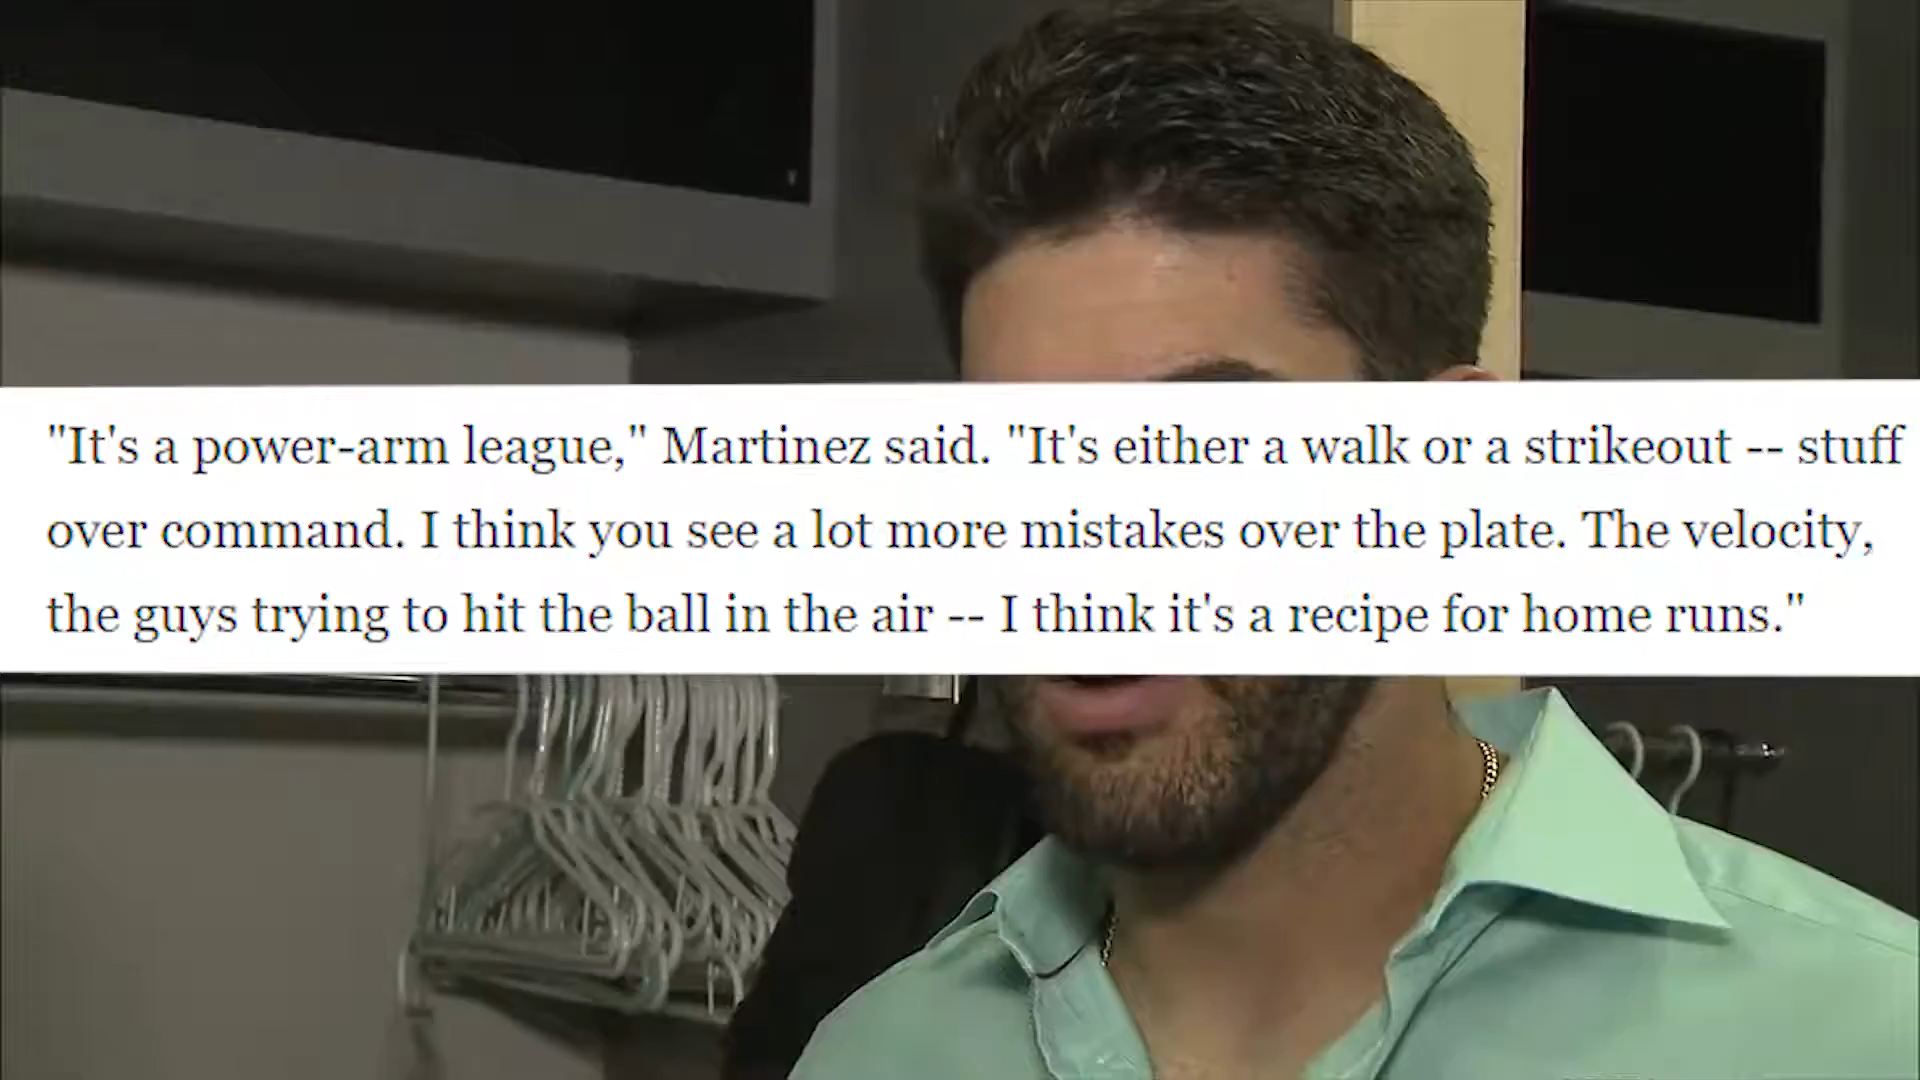 "It's a power-arm league," Martinez said. "It's either a walk or a strikeout -- stuff
over command. I think you see a lot more mistakes over the plate. The velocity,
the guys trying to hit the ball in the air -- I think it's a recipe for home runs."